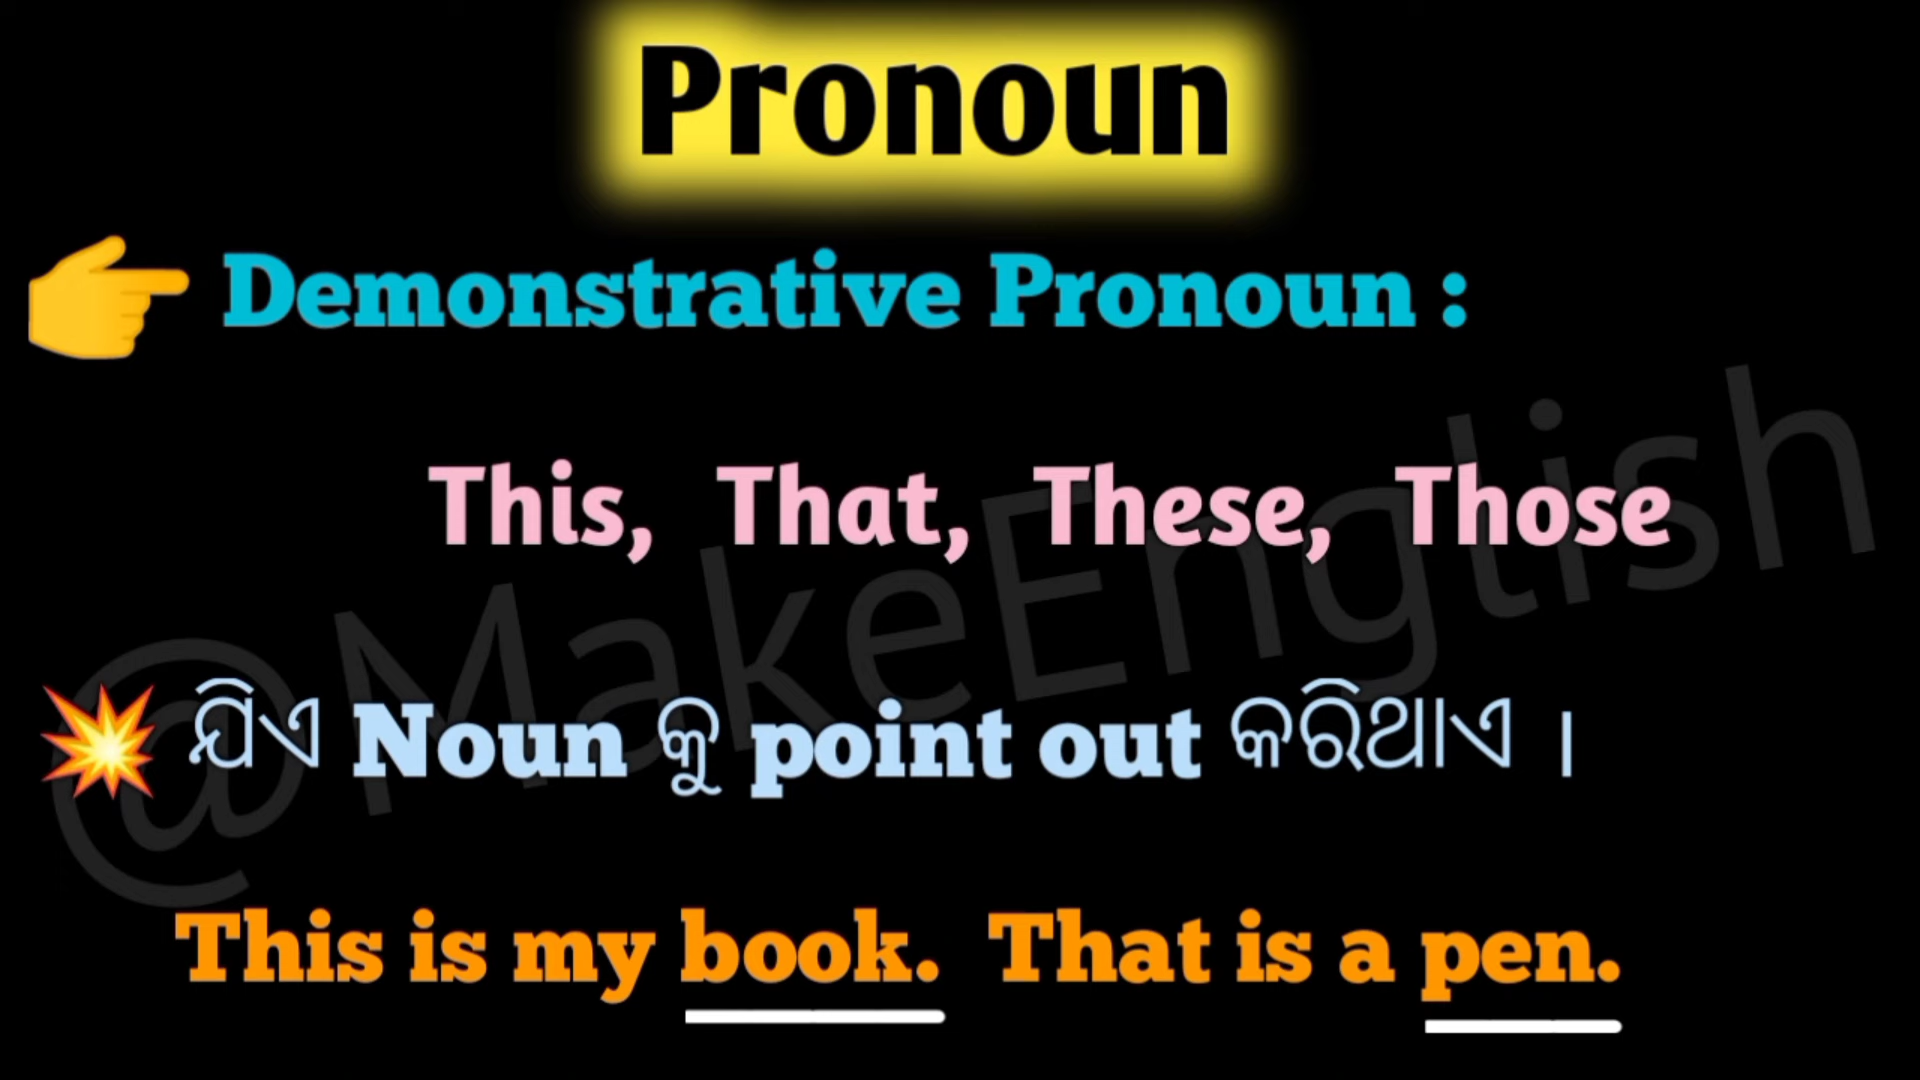 Pronoun
Demonstrative Pronoun :
This, That, These, Those
@MakeEnglish
ଯିଏ Noun କୁ point out କରିଥାଏ ।
This is my book. That is a pen.